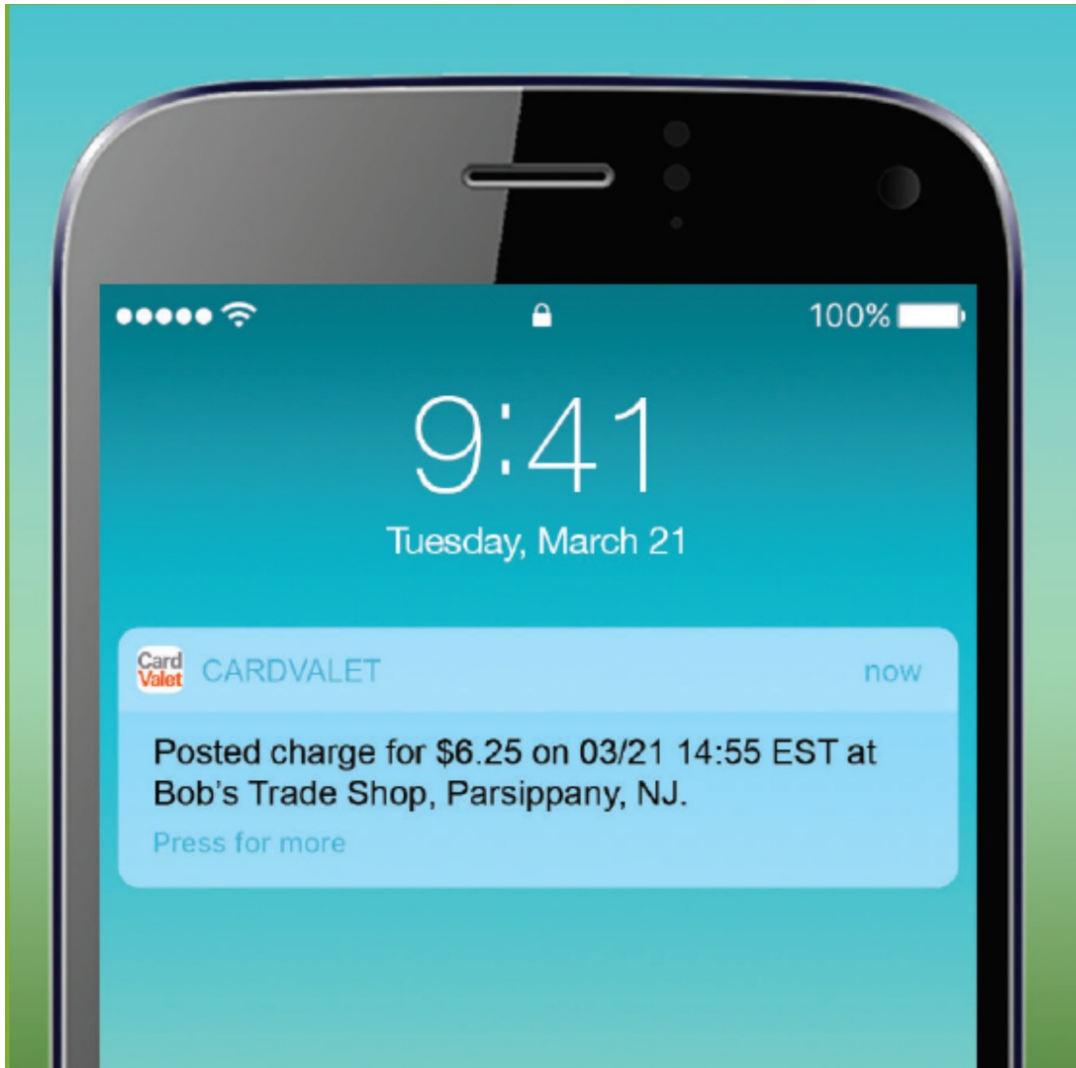 100%
9:41
Tuesday, March 21
Card
Valet
CARDVALET now
Posted charge for $6.25 on 03/21 14:55 EST at
Bob's Trade Shop, Parsippany, NJ.
Press for more